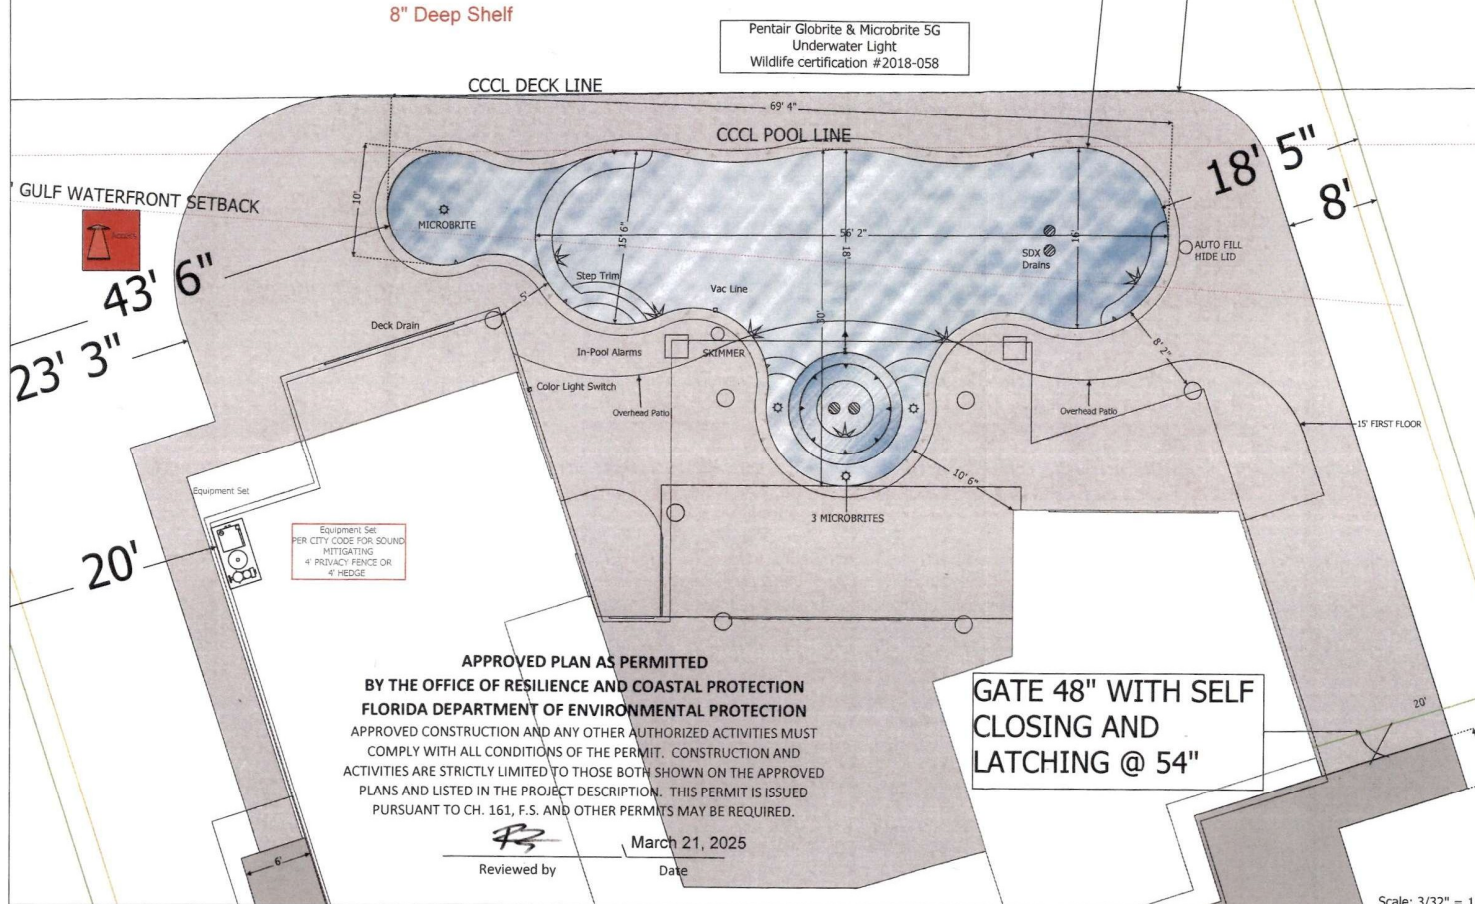 8" Deep Shelf
Pentair Globrite & Microbrite 5G
Underwater Light
Wildlife certification #2018-058
CCCL DECK LINE
69' 4"
CCCL POOL LINE
18' 5"
8'
' GULF WATERFRONT SETBACK
10'
MICROBRITE
15' 6"
56' 2"
18'
16'
SDX
Drains
AUTO FILL
HIDE LID
43' 6"
Step Trim
Vac Line
5'
30'
Deck Drain
23' 3"
In-Pool Alarms
SKIMMER
8' 2"
Color Light Switch
Overhead Patio
Overhead Patio
15' FIRST FLOOR
10' 6"
Equipment Set
3 MICROBRITES
Equipment Set
PER CITY CODE FOR SOUND
MITIGATING
4' PRIVACY FENCE OR
4' HEDGE
20'
APPROVED PLAN AS PERMITTED
BY THE OFFICE OF RESILIENCE AND COASTAL PROTECTION
FLORIDA DEPARTMENT OF ENVIRONMENTAL PROTECTION
APPROVED CONSTRUCTION AND ANY OTHER AUTHORIZED ACTIVITIES MUST
COMPLY WITH ALL CONDITIONS OF THE PERMIT. CONSTRUCTION AND
ACTIVITIES ARE STRICTLY LIMITED TO THOSE BOTH SHOWN ON THE APPROVED
PLANS AND LISTED IN THE PROJECT DESCRIPTION. THIS PERMIT IS ISSUED
PURSUANT TO CH. 161, F.S. AND OTHER PERMITS MAY BE REQUIRED.
March 21, 2025
Reviewed by
Date
GATE 48" WITH SELF
CLOSING AND
LATCHING @ 54"
20'
6'
Scale: 3/32" = 1